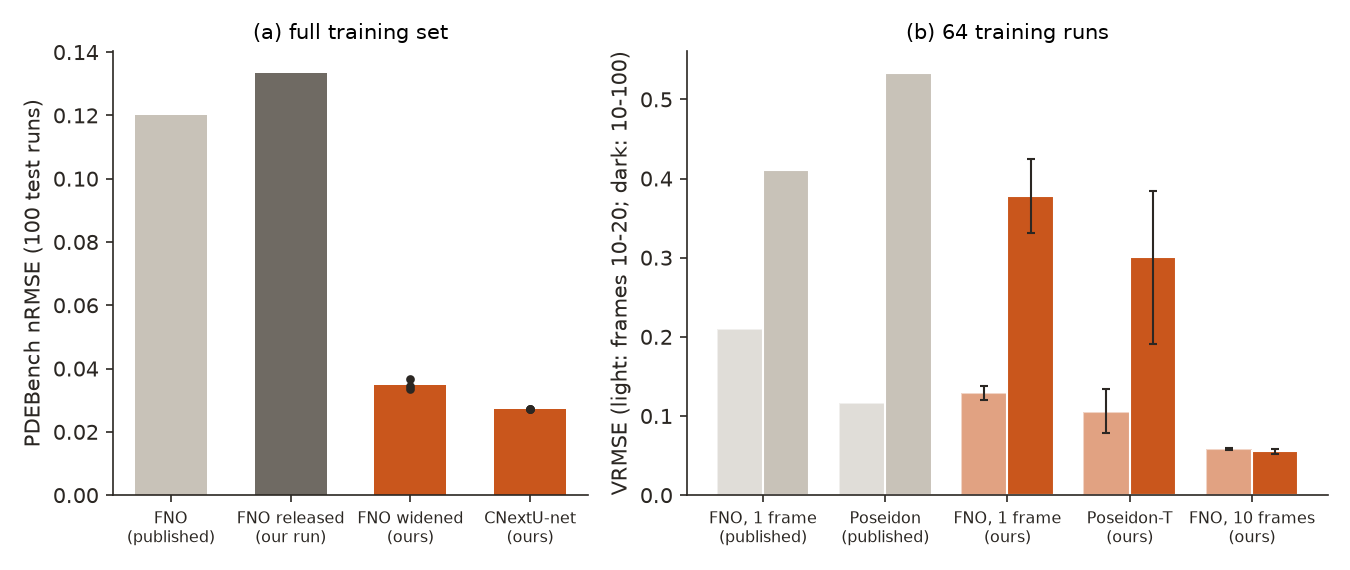 (a) full training set
PDEBench nRMSE (100 test runs)
0.14
0.12
0.10
0.08
0.06
0.04
0.02
0.00
FNO
(published)
FNO released
(our run)
FNO widened
(ours)
CNextU-net
(ours)
(b) 64 training runs
VRMSE (light: frames 10-20; dark: 10-100)
0.5
0.4
0.3
0.2
0.1
0.0
FNO, 1 frame
(published)
Poseidon
(published)
FNO, 1 frame
(ours)
Poseidon-T
(ours)
FNO, 10 frames
(ours)